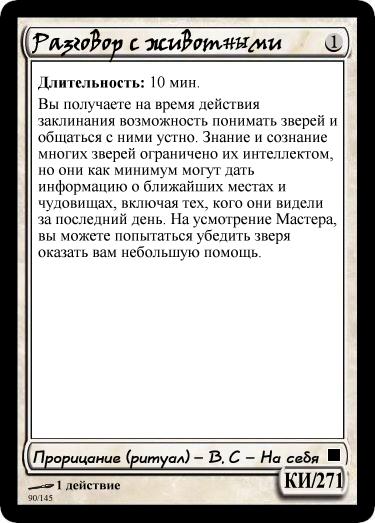 Разговор с животными 1
Длительность: 10 мин.
Вы получаете на время действия
заклинания возможность понимать зверей и
общаться с ними устно. Знание и сознание
многих зверей ограничено их интеллектом,
но они как минимум могут дать
информацию о ближайших местах и
чудовищах, включая тех, кого они видели
за последний день. На усмотрение Мастера,
вы можете попытаться убедить зверя
оказать вам небольшую помощь.
Прорицание (ритуал) – В, С – На себя
КИ/271
1 действие
90/145